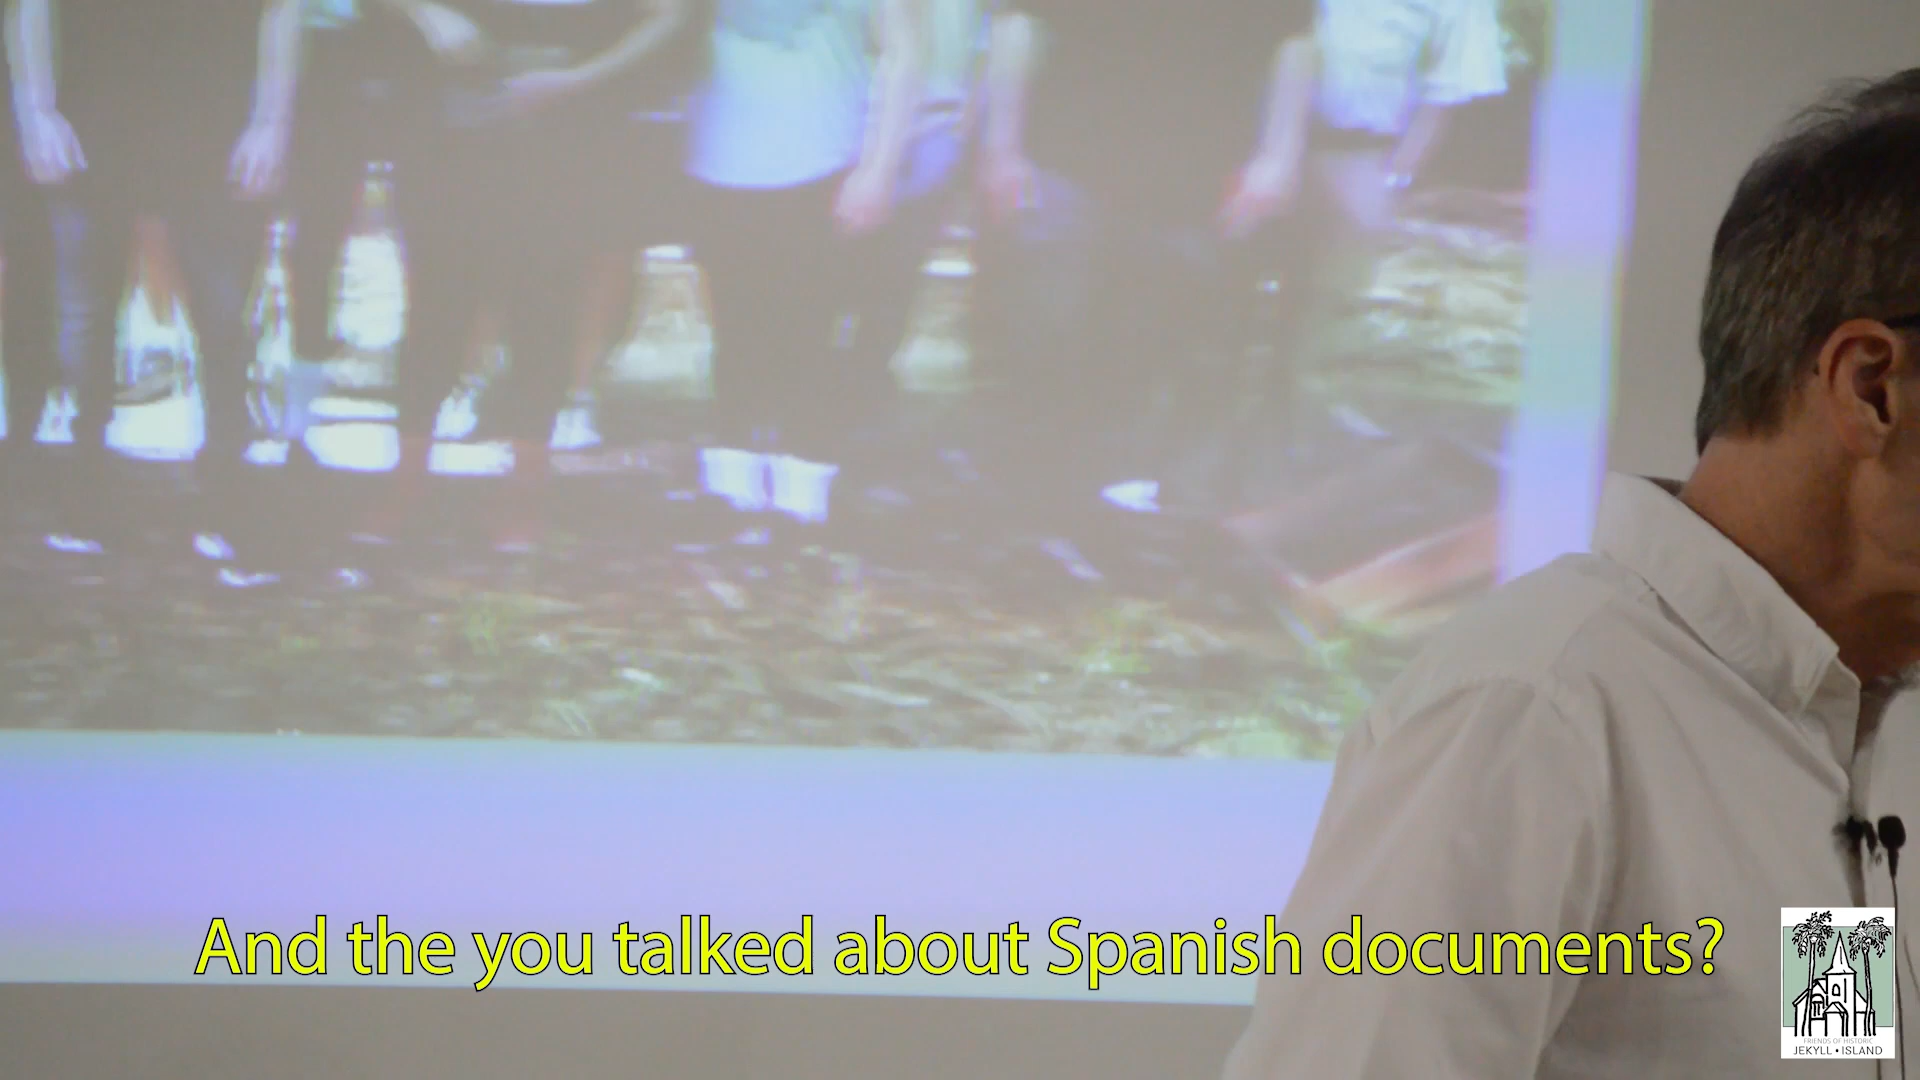 And the you talked about Spanish documents?
FRIENDS OF HISTORIC
JEKYLL • ISLAND